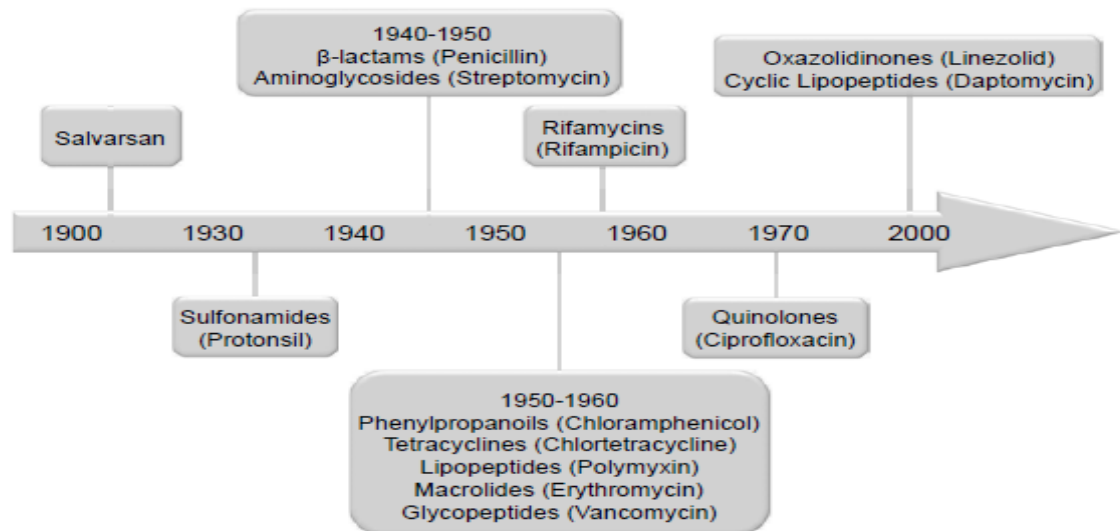 1940-1950
β-lactams (Penicillin)
Aminoglycosides (Streptomycin)
Oxazolidinones (Linezolid)
Cyclic Lipopeptides (Daptomycin)
Salvarsan
Rifamycins
(Rifampicin)
1900 1930 1940 1950 1960 1970 2000
Sulfonamides
(Protonsil)
Quinolones
(Ciprofloxacin)
1950-1960
Phenylpropanoils (Chloramphenicol)
Tetracyclines (Chlortetracycline)
Lipopeptides (Polymyxin)
Macrolides (Erythromycin)
Glycopeptides (Vancomycin)